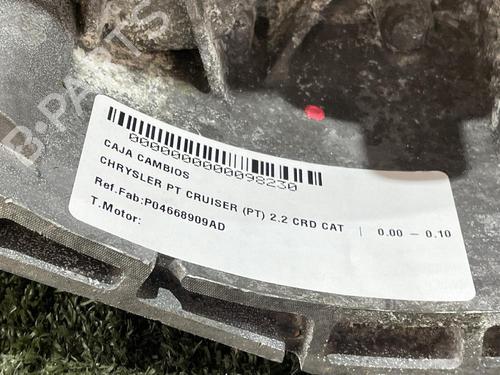 0000000000098230
CAJA CAMBIOS
CHRYSLER PT CRUISER (PT) 2.2 CRD CAT | 0.00 - 0.10
Ref.Fab:P04668909AD
T.Motor:
B-PARTS